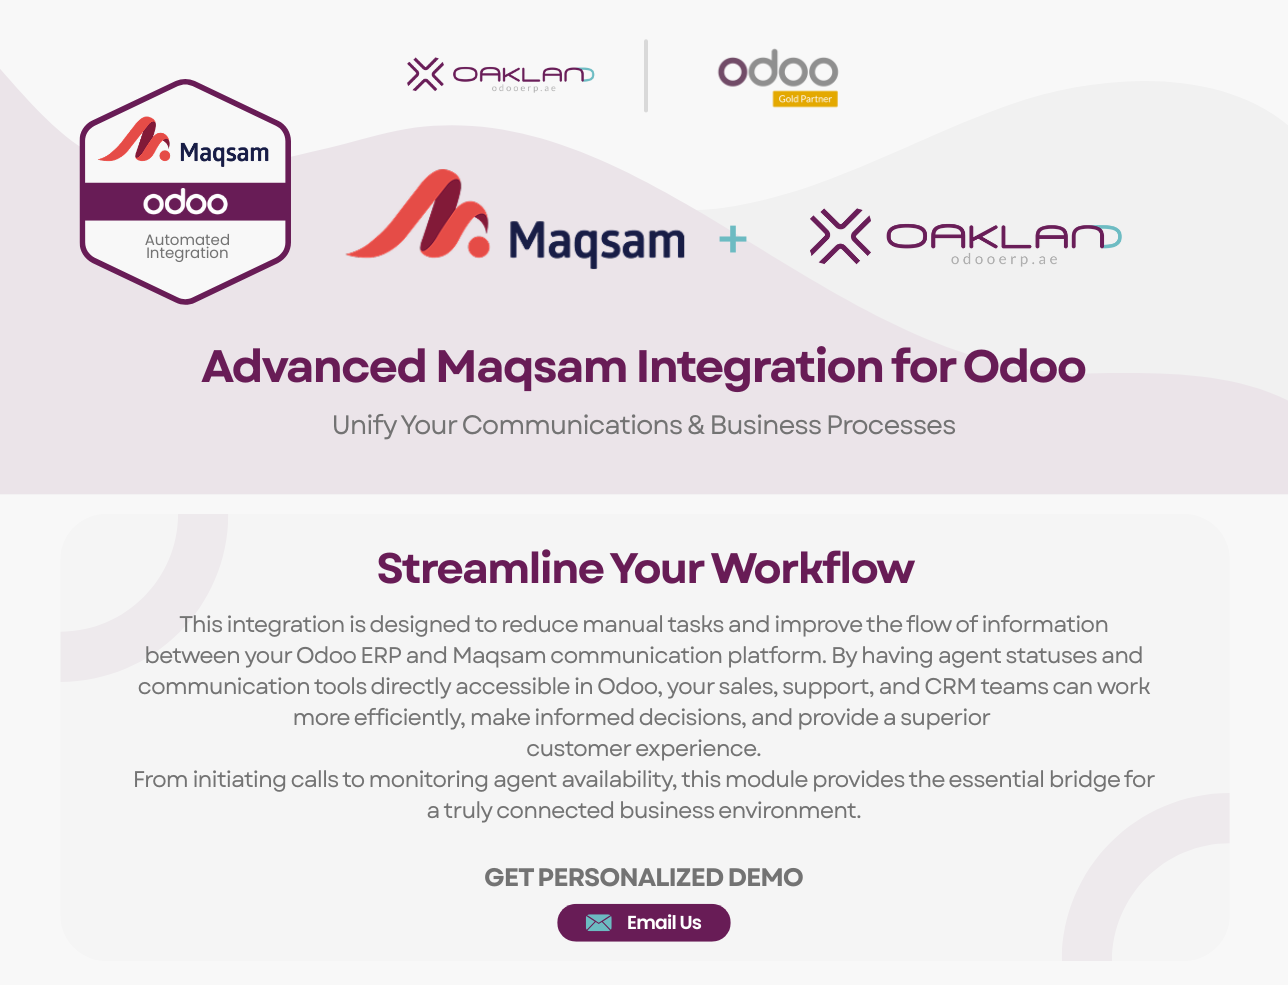 OAKLAND
odooerp.ae
odoo
Gold Partner
Maqsam
odoo
Automated
Integration
Maqsam
+
OAKLAND
odooerp.ae
Advanced Maqsam Integration for Odoo
Unify Your Communications & Business Processes
Streamline Your Workflow
This integration is designed to reduce manual tasks and improve the flow of information
between your Odoo ERP and Maqsam communication platform. By having agent statuses and
communication tools directly accessible in Odoo, your sales, support, and CRM teams can work
more efficiently, make informed decisions, and provide a superior
customer experience.
From initiating calls to monitoring agent availability, this module provides the essential bridge for
a truly connected business environment.
GET PERSONALIZED DEMO
Email Us